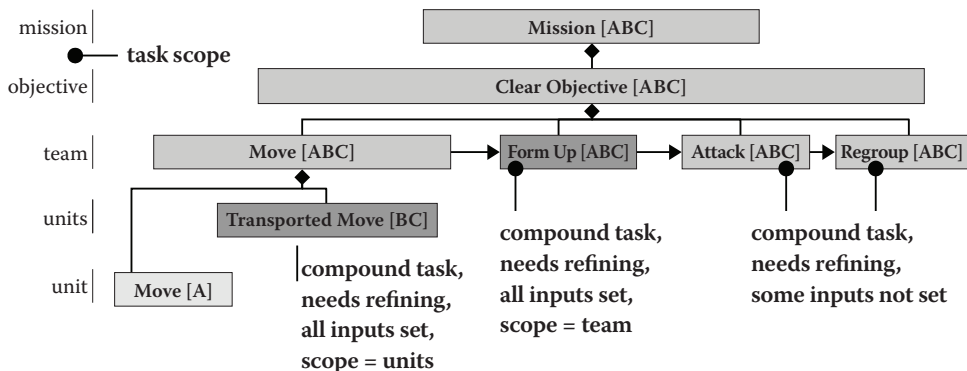 mission
Mission [ABC]
task scope
objective
Clear Objective [ABC]
team
Move [ABC]
Form Up [ABC]
Attack [ABC]
Regroup [ABC]
units
Transported Move [BC]
unit
Move [A]
compound task,
needs refining,
all inputs set,
scope = units
compound task,
needs refining,
all inputs set,
scope = team
compound task,
needs refining,
some inputs not set